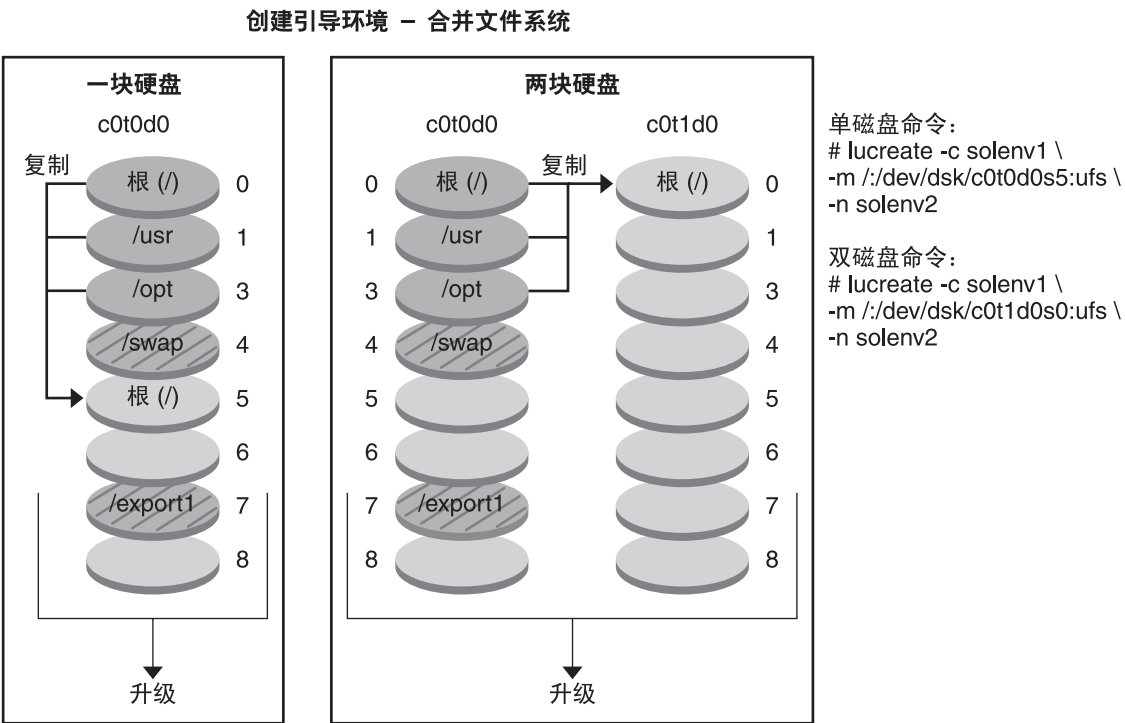 创建引导环境 – 合并文件系统
一块硬盘
c0t0d0
复制
根 (/) 0
/usr 1
/opt 3
/swap 4
根 (/) 5
6
/export1 7
8
升级
两块硬盘
c0t0d0 c0t1d0
复制
0 根 (/) 根 (/) 0
1 /usr 1
3 /opt 3
4 /swap 4
5 5
6 6
7 /export1 7
8 8
升级
单磁盘命令：
# lucreate -c solenv1 \
-m /:/dev/dsk/c0t0d0s5:ufs \
-n solenv2
双磁盘命令：
# lucreate -c solenv1 \
-m /:/dev/dsk/c0t1d0s0:ufs \
-n solenv2